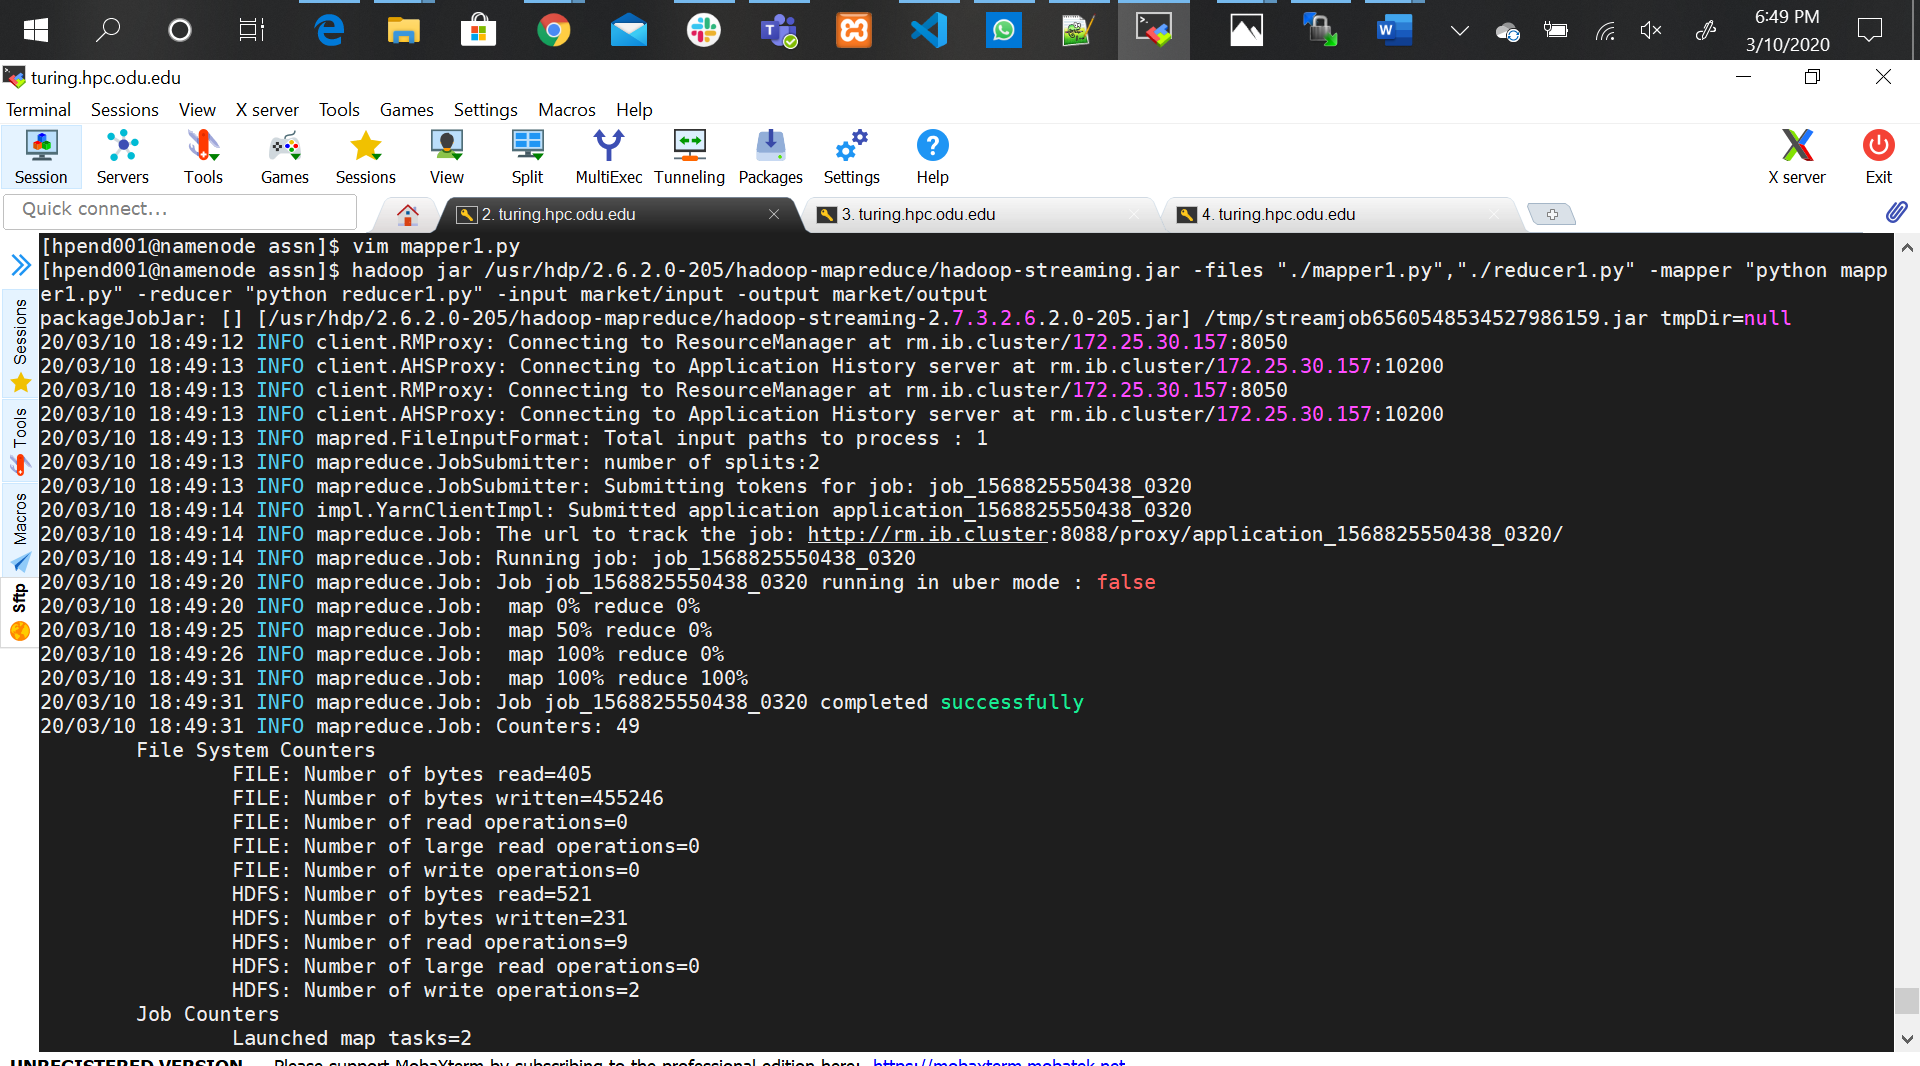 6:49 PM
3/10/2020
turing.hpc.odu.edu
Terminal Sessions View X server Tools Games Settings Macros Help
Session Servers Tools Games Sessions View Split MultiExec Tunneling Packages Settings Help X server Exit
Quick connect...
2. turing.hpc.odu.edu
3. turing.hpc.odu.edu
4. turing.hpc.odu.edu
Sessions
Tools
Macros
Sftp
[hpend001@namenode assn]$ vim mapper1.py
[hpend001@namenode assn]$ hadoop jar /usr/hdp/2.6.2.0-205/hadoop-mapreduce/hadoop-streaming.jar -files "./mapper1.py","./reducer1.py" -mapper "python mapp
er1.py" -reducer "python reducer1.py" -input market/input -output market/output
packageJobJar: [] [/usr/hdp/2.6.2.0-205/hadoop-mapreduce/hadoop-streaming-2.7.3.2.6.2.0-205.jar] /tmp/streamjob6560548534527986159.jar tmpDir=null
20/03/10 18:49:12 INFO client.RMProxy: Connecting to ResourceManager at rm.ib.cluster/172.25.30.157:8050
20/03/10 18:49:13 INFO client.AHSProxy: Connecting to Application History server at rm.ib.cluster/172.25.30.157:10200
20/03/10 18:49:13 INFO client.RMProxy: Connecting to ResourceManager at rm.ib.cluster/172.25.30.157:8050
20/03/10 18:49:13 INFO client.AHSProxy: Connecting to Application History server at rm.ib.cluster/172.25.30.157:10200
20/03/10 18:49:13 INFO mapred.FileInputFormat: Total input paths to process : 1
20/03/10 18:49:13 INFO mapreduce.JobSubmitter: number of splits:2
20/03/10 18:49:13 INFO mapreduce.JobSubmitter: Submitting tokens for job: job_1568825550438_0320
20/03/10 18:49:14 INFO impl.YarnClientImpl: Submitted application application_1568825550438_0320
20/03/10 18:49:14 INFO mapreduce.Job: The url to track the job: http://rm.ib.cluster:8088/proxy/application_1568825550438_0320/
20/03/10 18:49:14 INFO mapreduce.Job: Running job: job_1568825550438_0320
20/03/10 18:49:20 INFO mapreduce.Job: Job job_1568825550438_0320 running in uber mode : false
20/03/10 18:49:20 INFO mapreduce.Job:  map 0% reduce 0%
20/03/10 18:49:25 INFO mapreduce.Job:  map 50% reduce 0%
20/03/10 18:49:26 INFO mapreduce.Job:  map 100% reduce 0%
20/03/10 18:49:31 INFO mapreduce.Job:  map 100% reduce 100%
20/03/10 18:49:31 INFO mapreduce.Job: Job job_1568825550438_0320 completed successfully
20/03/10 18:49:31 INFO mapreduce.Job: Counters: 49
File System Counters
FILE: Number of bytes read=405
FILE: Number of bytes written=455246
FILE: Number of read operations=0
FILE: Number of large read operations=0
FILE: Number of write operations=0
HDFS: Number of bytes read=521
HDFS: Number of bytes written=231
HDFS: Number of read operations=9
HDFS: Number of large read operations=0
HDFS: Number of write operations=2
Job Counters
Launched map tasks=2
UNREGISTERED VERSION - Please support MobaXterm by subscribing to the professional edition here: https://mobaxterm.mobatek.net